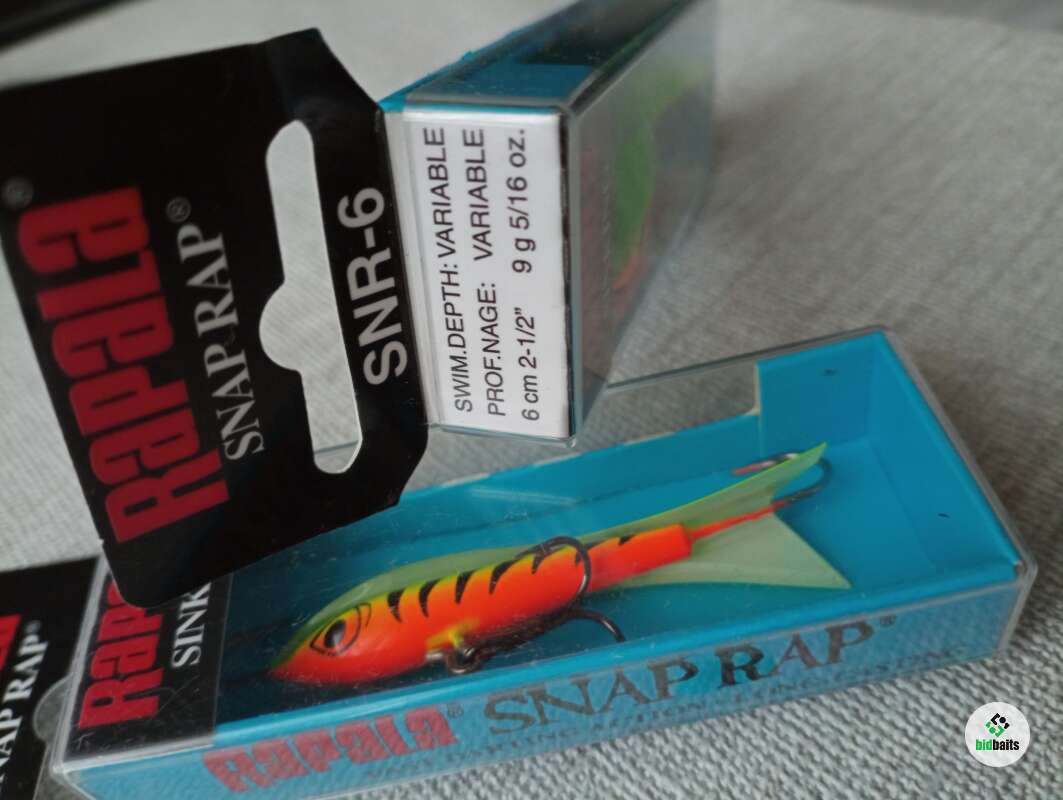 RAPALA®
SNAP RAP®
SNR-6
SWIM.DEPTH: VARIABLE
PROF.NAGE: VARIABLE
6 cm 2-1/2" 9 g 5/16 oz.
RAPALA
SINK
RAPALA® SNAP RAP®
SNAP RAP®
bidbaits